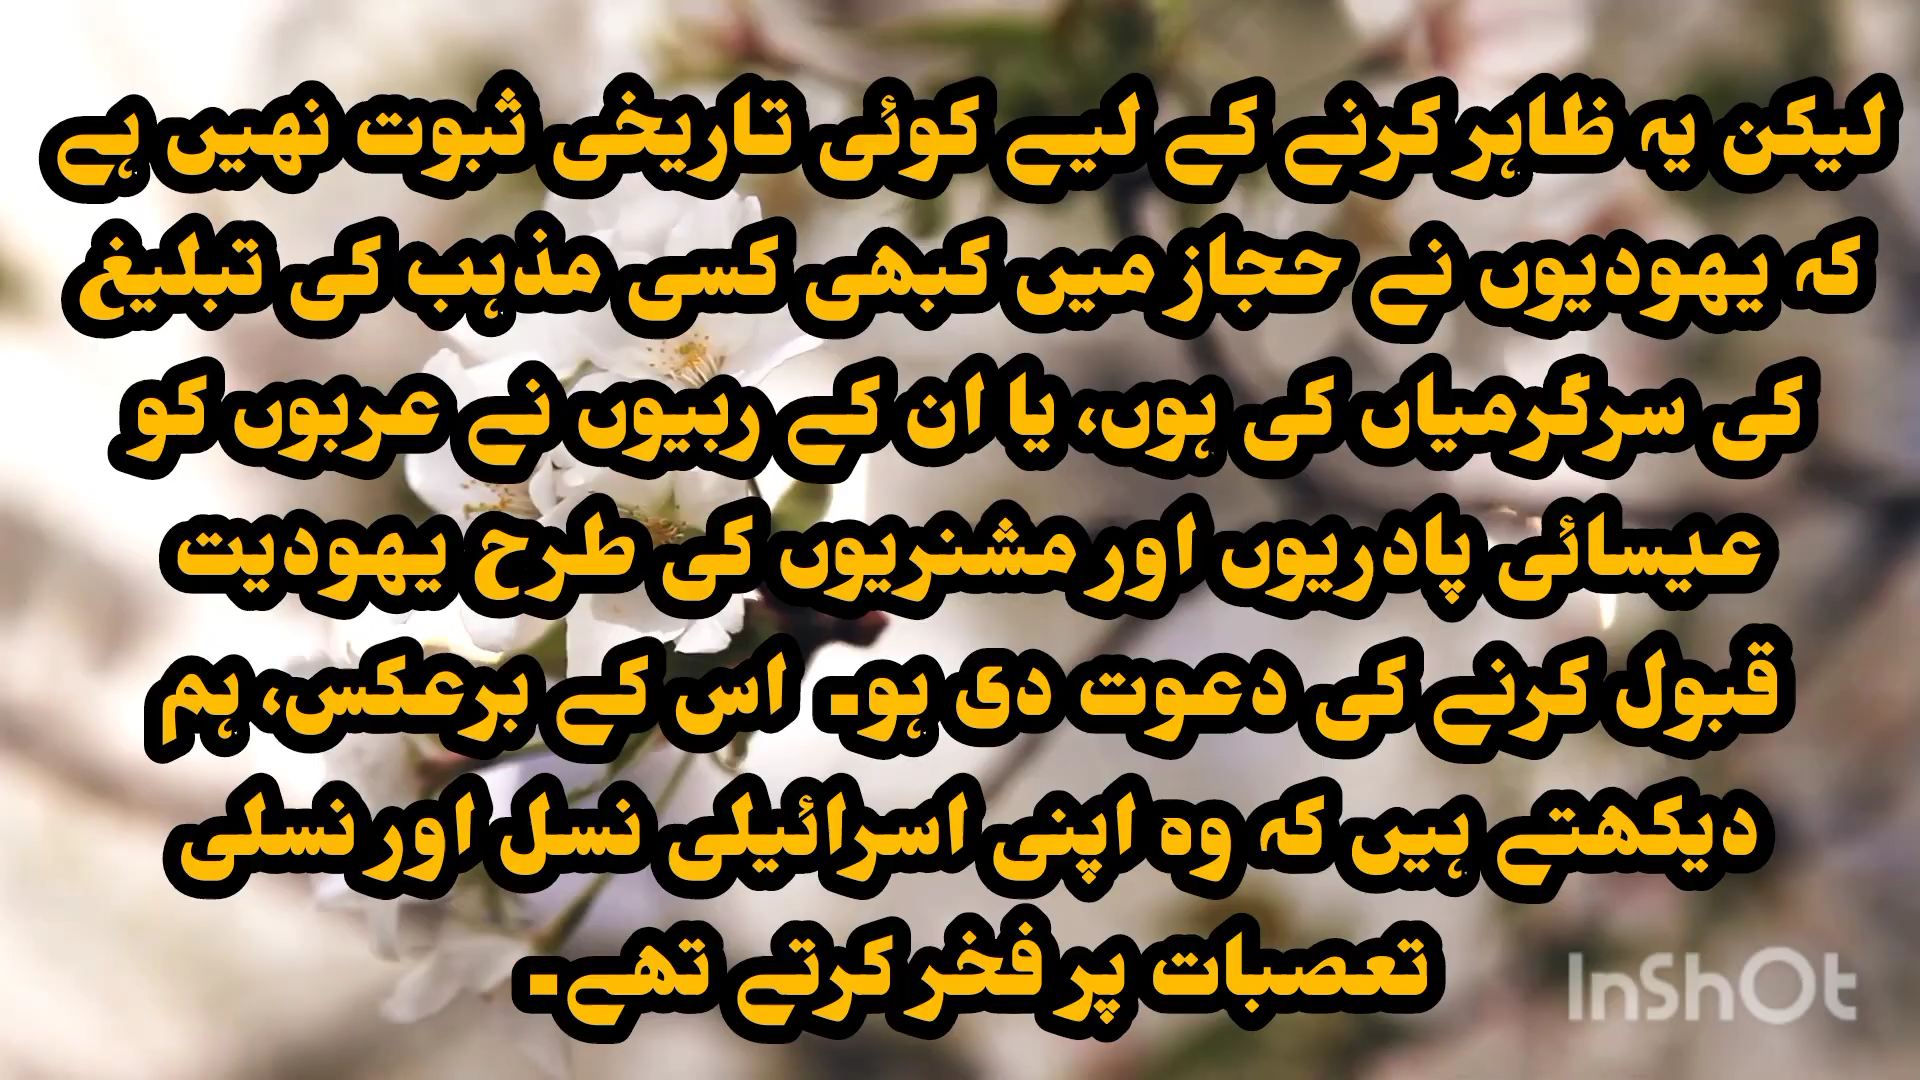 لیکن یہ ظاہر کرنے کے لیے کوئی تاریخی ثبوت نھیں ہے
کہ یھودیوں نے حجاز میں کبھی کسی مذہب کی تبلیغ
کی سرگرمیاں کی ہوں، یا ان کے ربیوں نے عربوں کو
عیسائی پادریوں اور مشنریوں کی طرح یھودیت
قبول کرنے کی دعوت دی ہو۔ اس کے برعکس، ہم
دیکھتے ہیں کہ وہ اپنی اسرائیلی نسل اور نسلی
تعصبات پر فخر کرتے تھے۔
InShOt